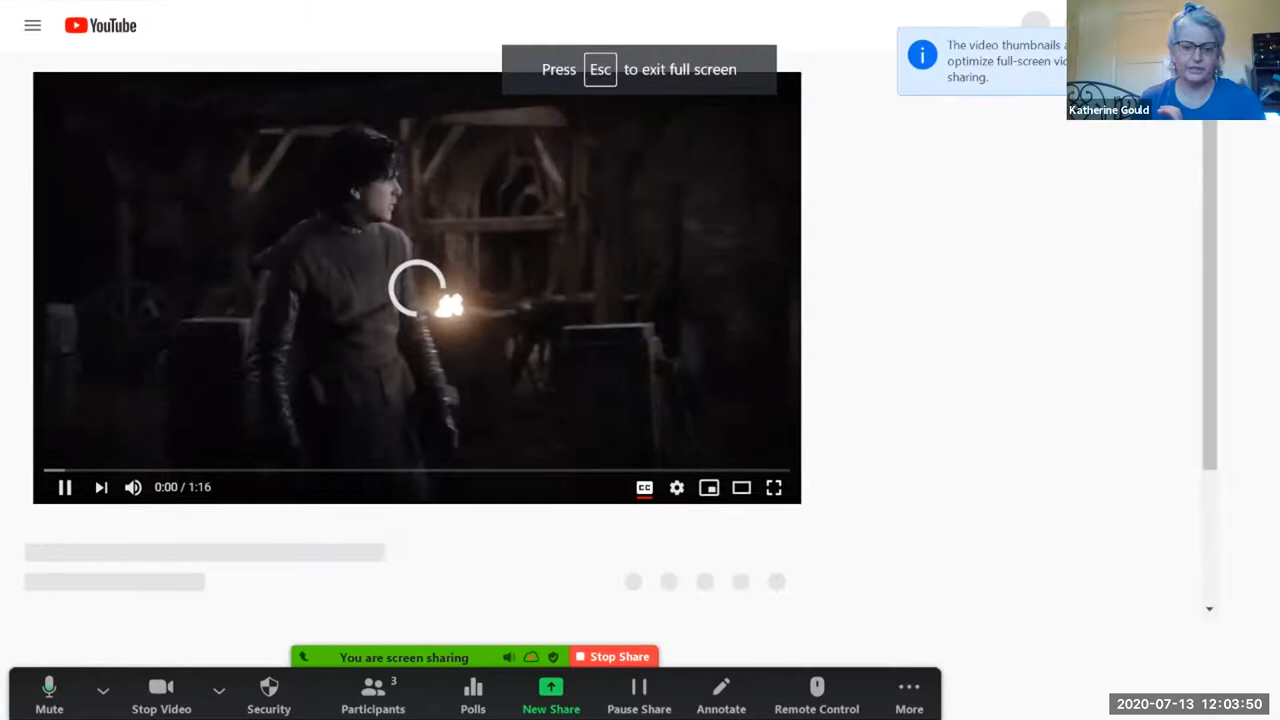 YouTube
Press Esc to exit full screen
The video thumbnails a
optimize full-screen vi
sharing.
Katherine Gould
0:00 / 1:16
CC
You are screen sharing
Stop Share
3
Mute
Stop Video
Security
Participants
Polls
New Share
Pause Share
Annotate
Remote Control
More
2020-07-13 12:03:50